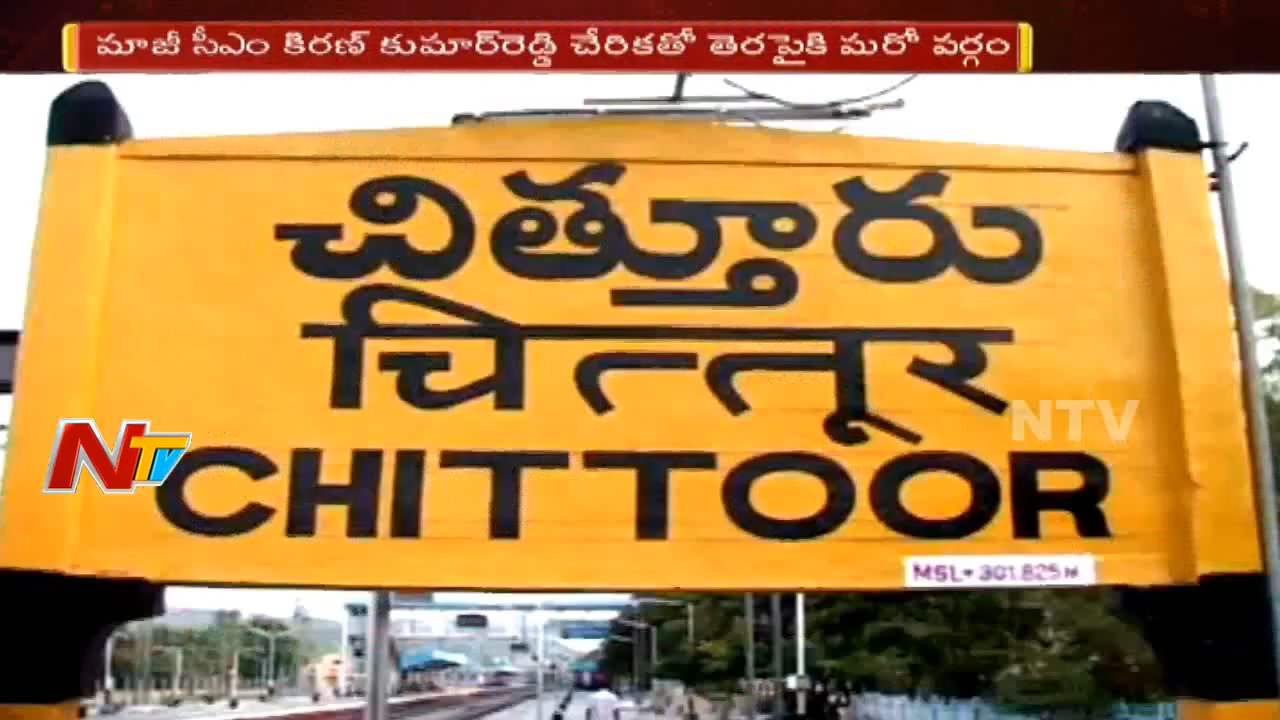 మాజీ సీఎం కిరణ్ కుమార్‌రెడ్డి చేరికతో తెరపైకి మరో వర్గం
చిత్తూరు
चित्तूर
NTV
NTV
CHITTOOR
MSL+301.825 M